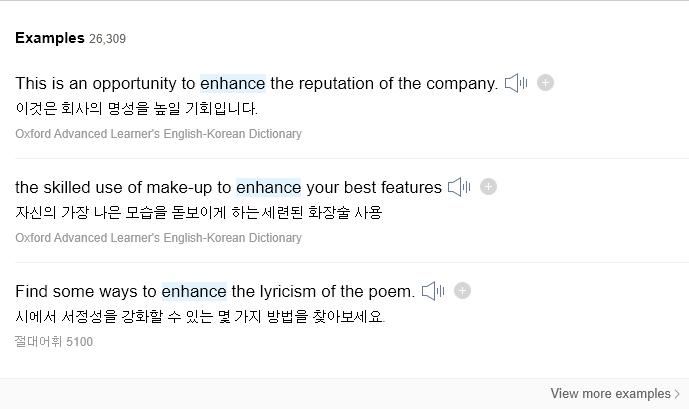 Examples 26,309
This is an opportunity to enhance the reputation of the company.
이것은 회사의 명성을 높일 기회입니다.
Oxford Advanced Learner's English-Korean Dictionary
the skilled use of make-up to enhance your best features
자신의 가장 나은 모습을 돋보이게 하는 세련된 화장술 사용
Oxford Advanced Learner's English-Korean Dictionary
Find some ways to enhance the lyricism of the poem.
시에서 서정성을 강화할 수 있는 몇 가지 방법을 찾아보세요.
절대어휘 5100
View more examples